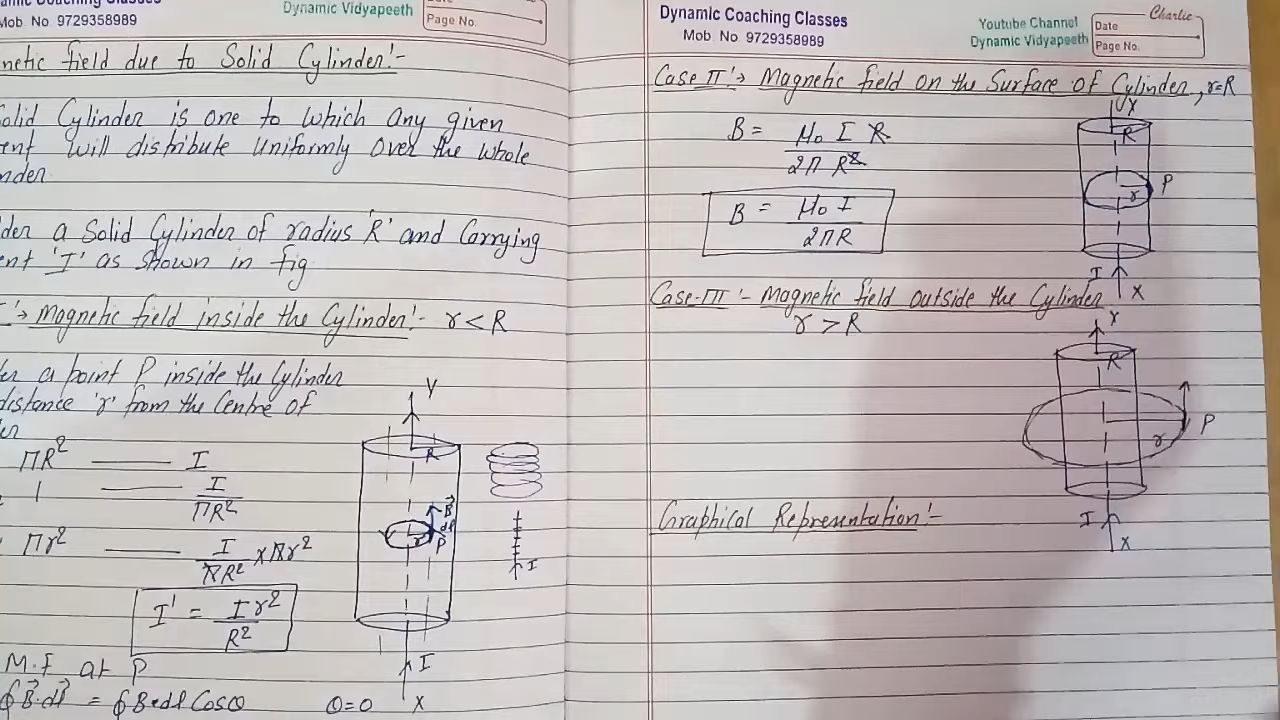 Mob No 9729358989
Dynamic Vidyapeeth
Page No.
netic field due to Solid Cylinder:-
olid Cylinder is one to which any given
ent will distribute uniformly over the whole
nder
der a Solid Cylinder of radius 'R' and Carrying
ent 'I' as shown in fig
Magnetic field inside the Cylinder:- r < R
er a point P inside the Cylinder
distance 'r' from the Centre of
er
ΠR² —— I
1 —— I/ΠR²
Πr² —— I/ΠR² × Πr²
I' = I r²/R²
Y
R
B⃗
dl
P
r
I
X
I
M.F at P
∮B⃗.dl⃗ = ∮B·dl Cosθ θ=0
Dynamic Coaching Classes
Mob No 9729358989
Youtube Channel
Dynamic Vidyapeeth
Date
Charlie
Page No.
Case II :→ Magnetic field on the Surface of Cylinder, r=R
B = μ₀ I R/2Π R²
B = μ₀ I/2ΠR
R
P
r
I
X
Case-III :- Magnetic field outside the Cylinder
r > R
Y
R
P
r
I
X
Graphical Representation:-